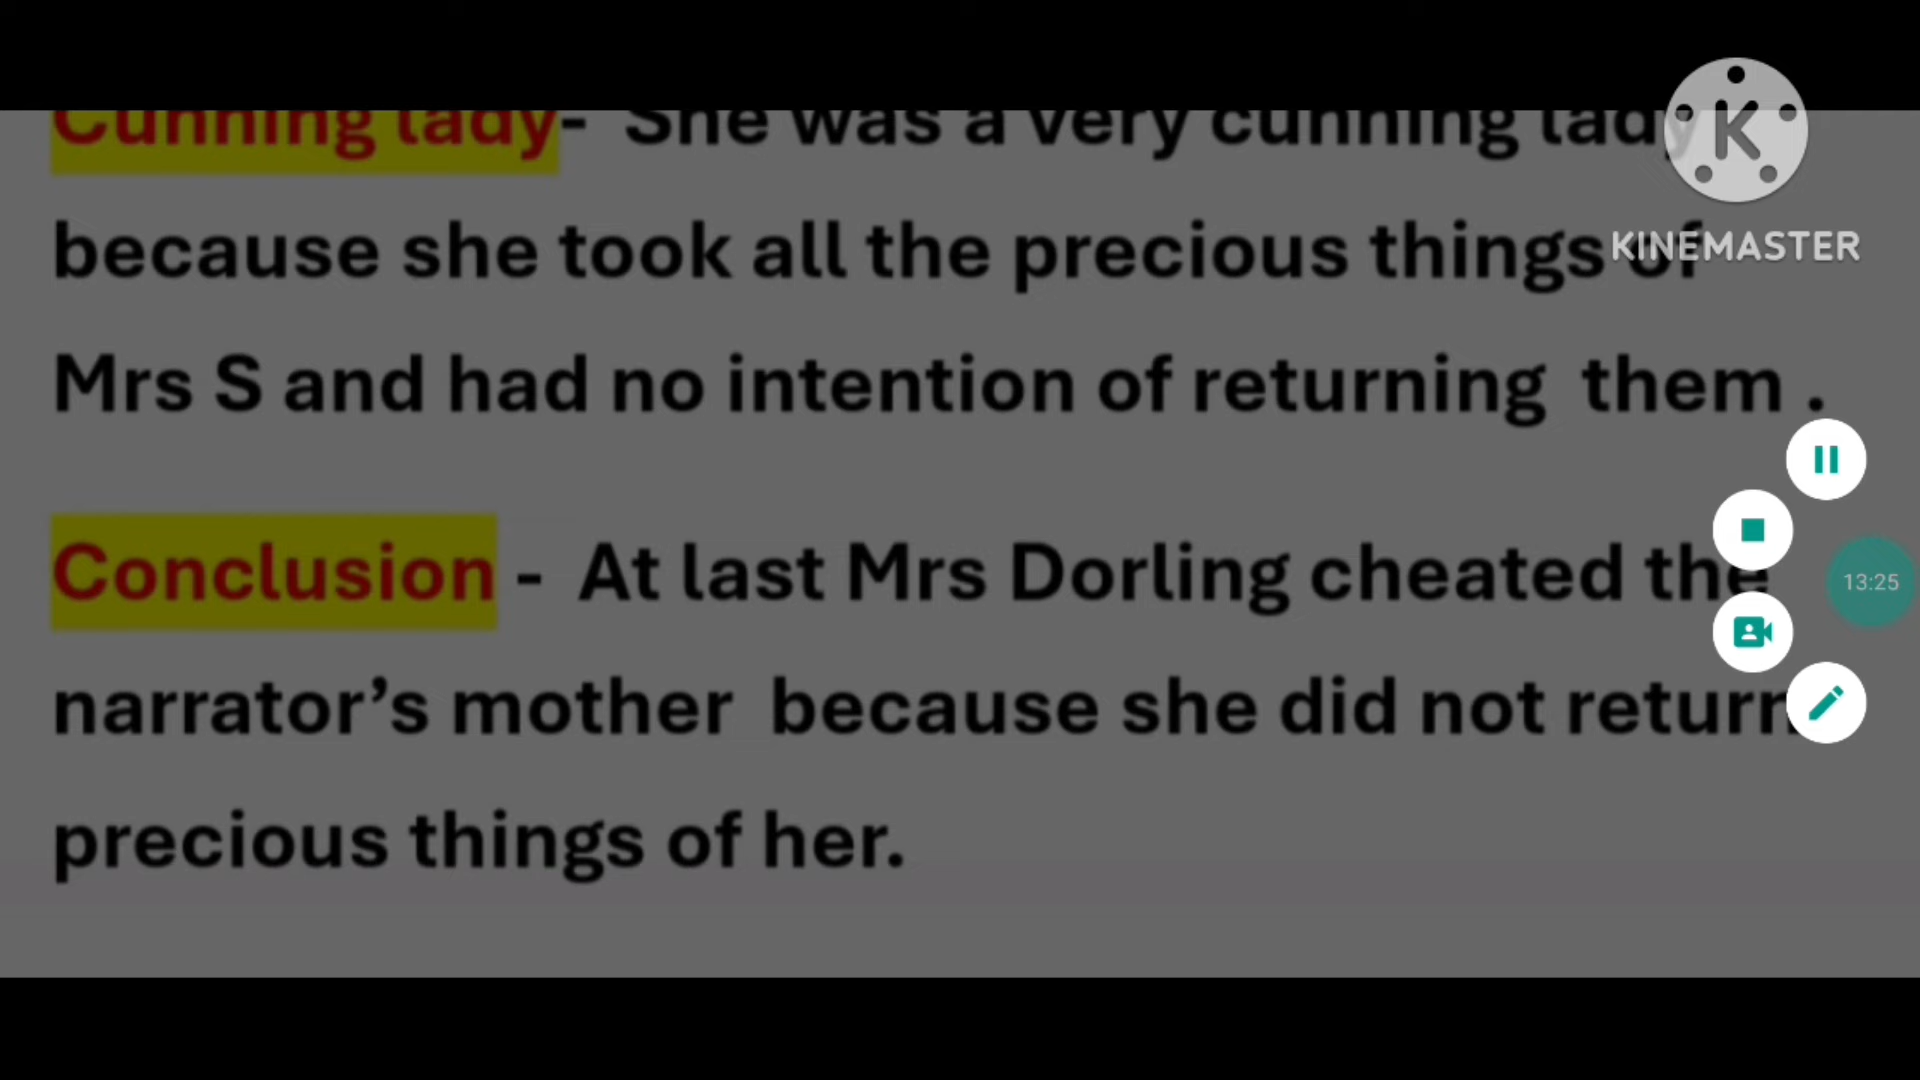 Cunning lady- She was a very cunning lady
KINEMASTER
because she took all the precious things of
Mrs S and had no intention of returning them .
Conclusion - At last Mrs Dorling cheated the
13:25
narrator’s mother because she did not return
precious things of her.